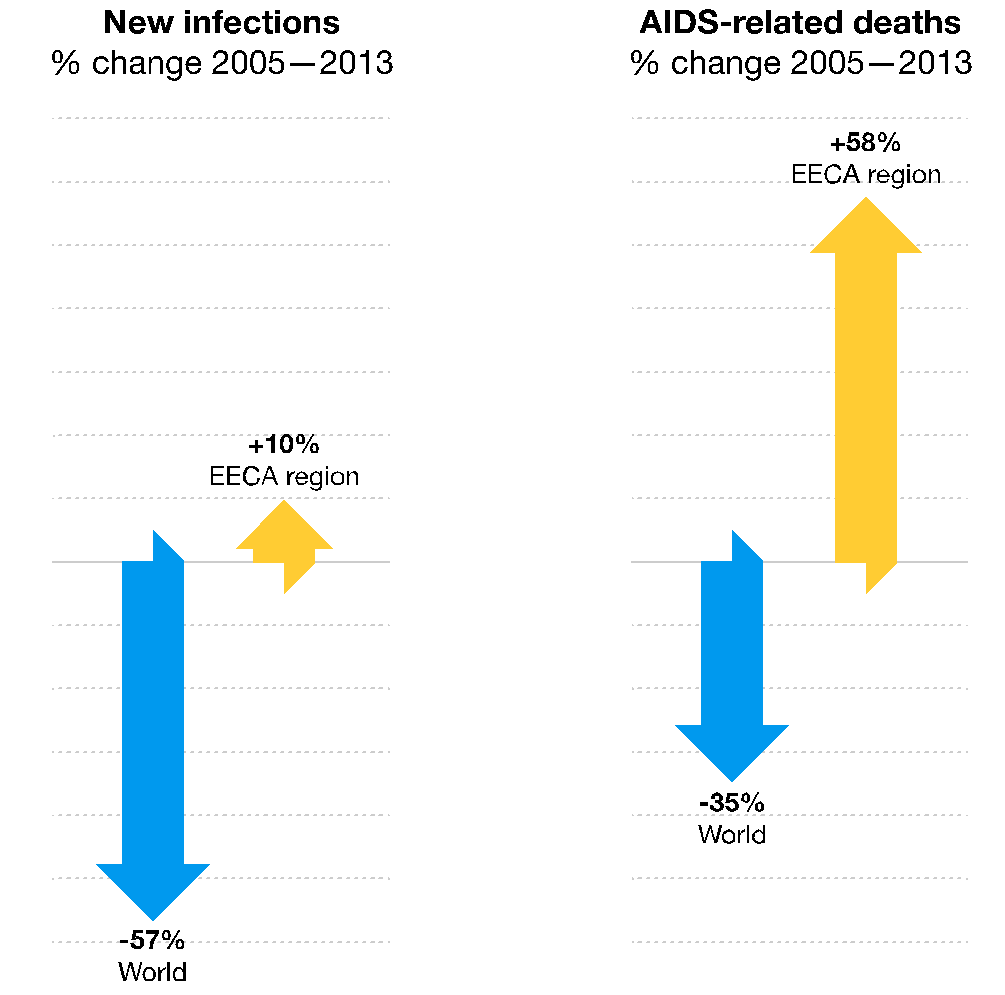 New infections
% change 2005—2013
+10%
EECA region
-57%
World
AIDS-related deaths
% change 2005—2013
+58%
EECA region
-35%
World